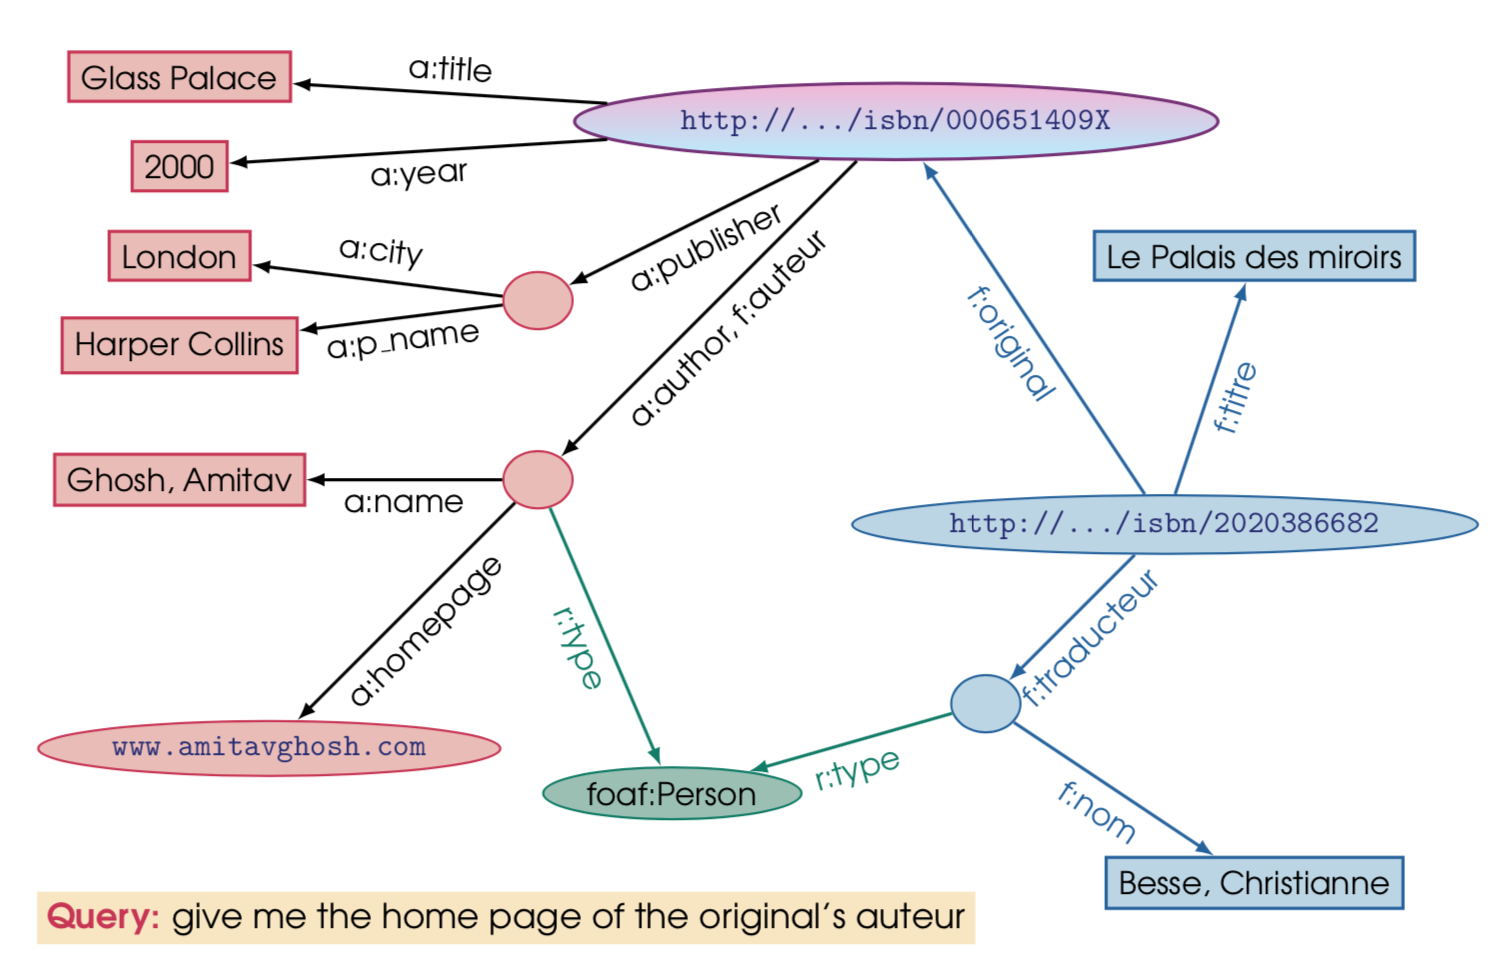 Glass Palace
a:title
http://.../isbn/000651409X
2000
a:year
London
a:city
a:publisher
Le Palais des miroirs
Harper Collins
a:p_name
a:author, f:auteur
f:original
f:titre
Ghosh, Amitav
a:name
http://.../isbn/2020386682
a:homepage
r:type
f:traducteur
www.amitavghosh.com
foaf:Person
r:type
f:nom
Besse, Christianne
Query: give me the home page of the original's auteur